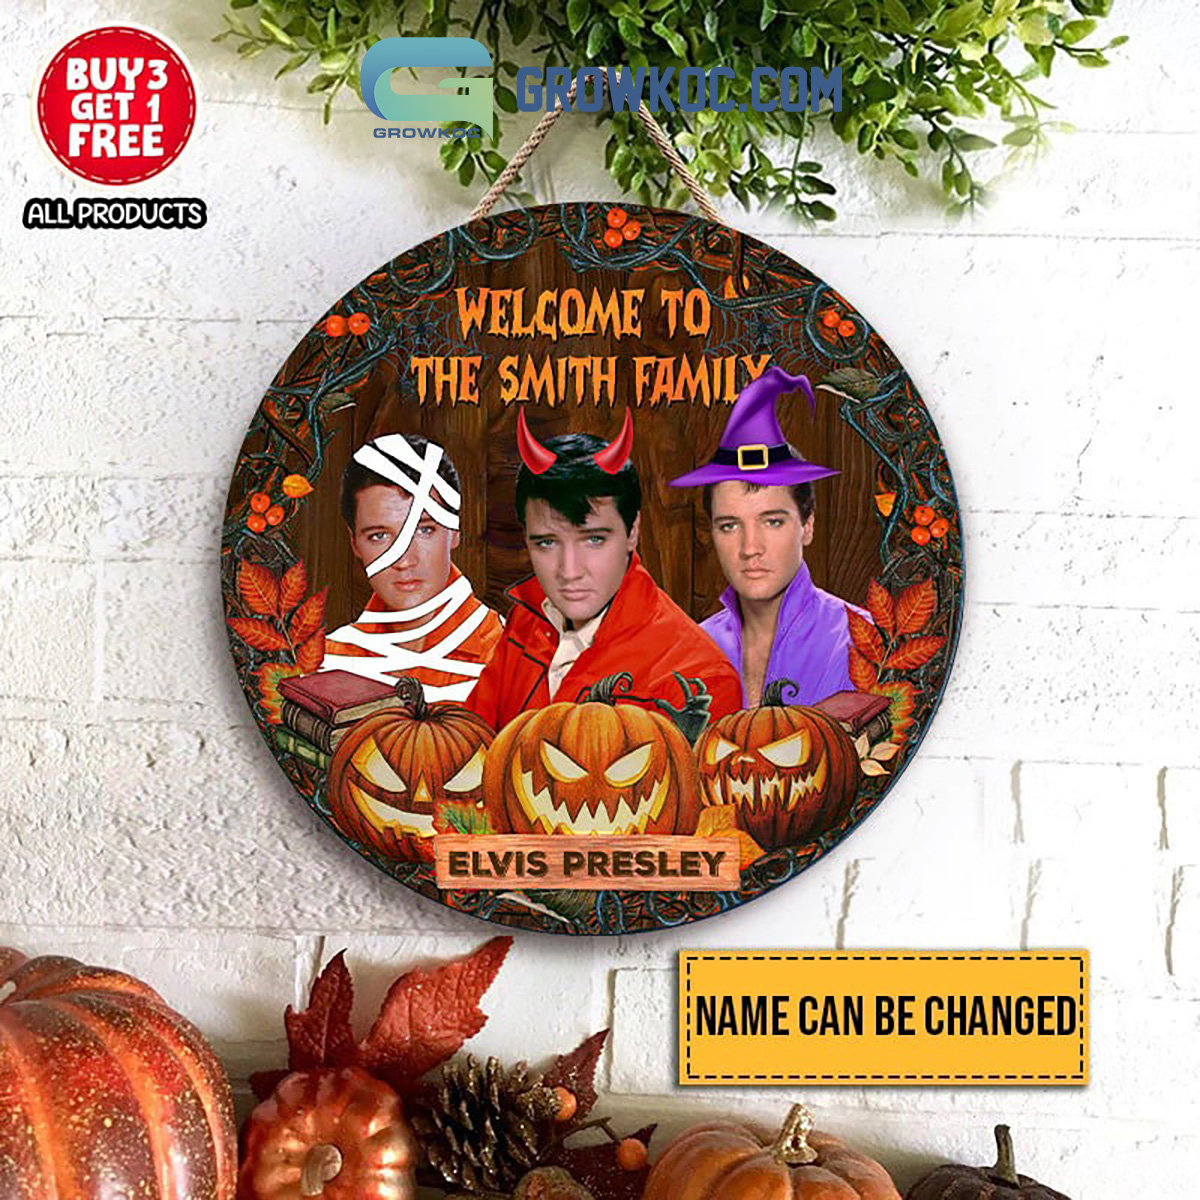 BUY 3
GET 1
FREE
ALL PRODUCTS
GROWKOC
GROWKOC.COM
WELCOME TO
THE SMITH FAMILY
ELVIS PRESLEY
NAME CAN BE CHANGED